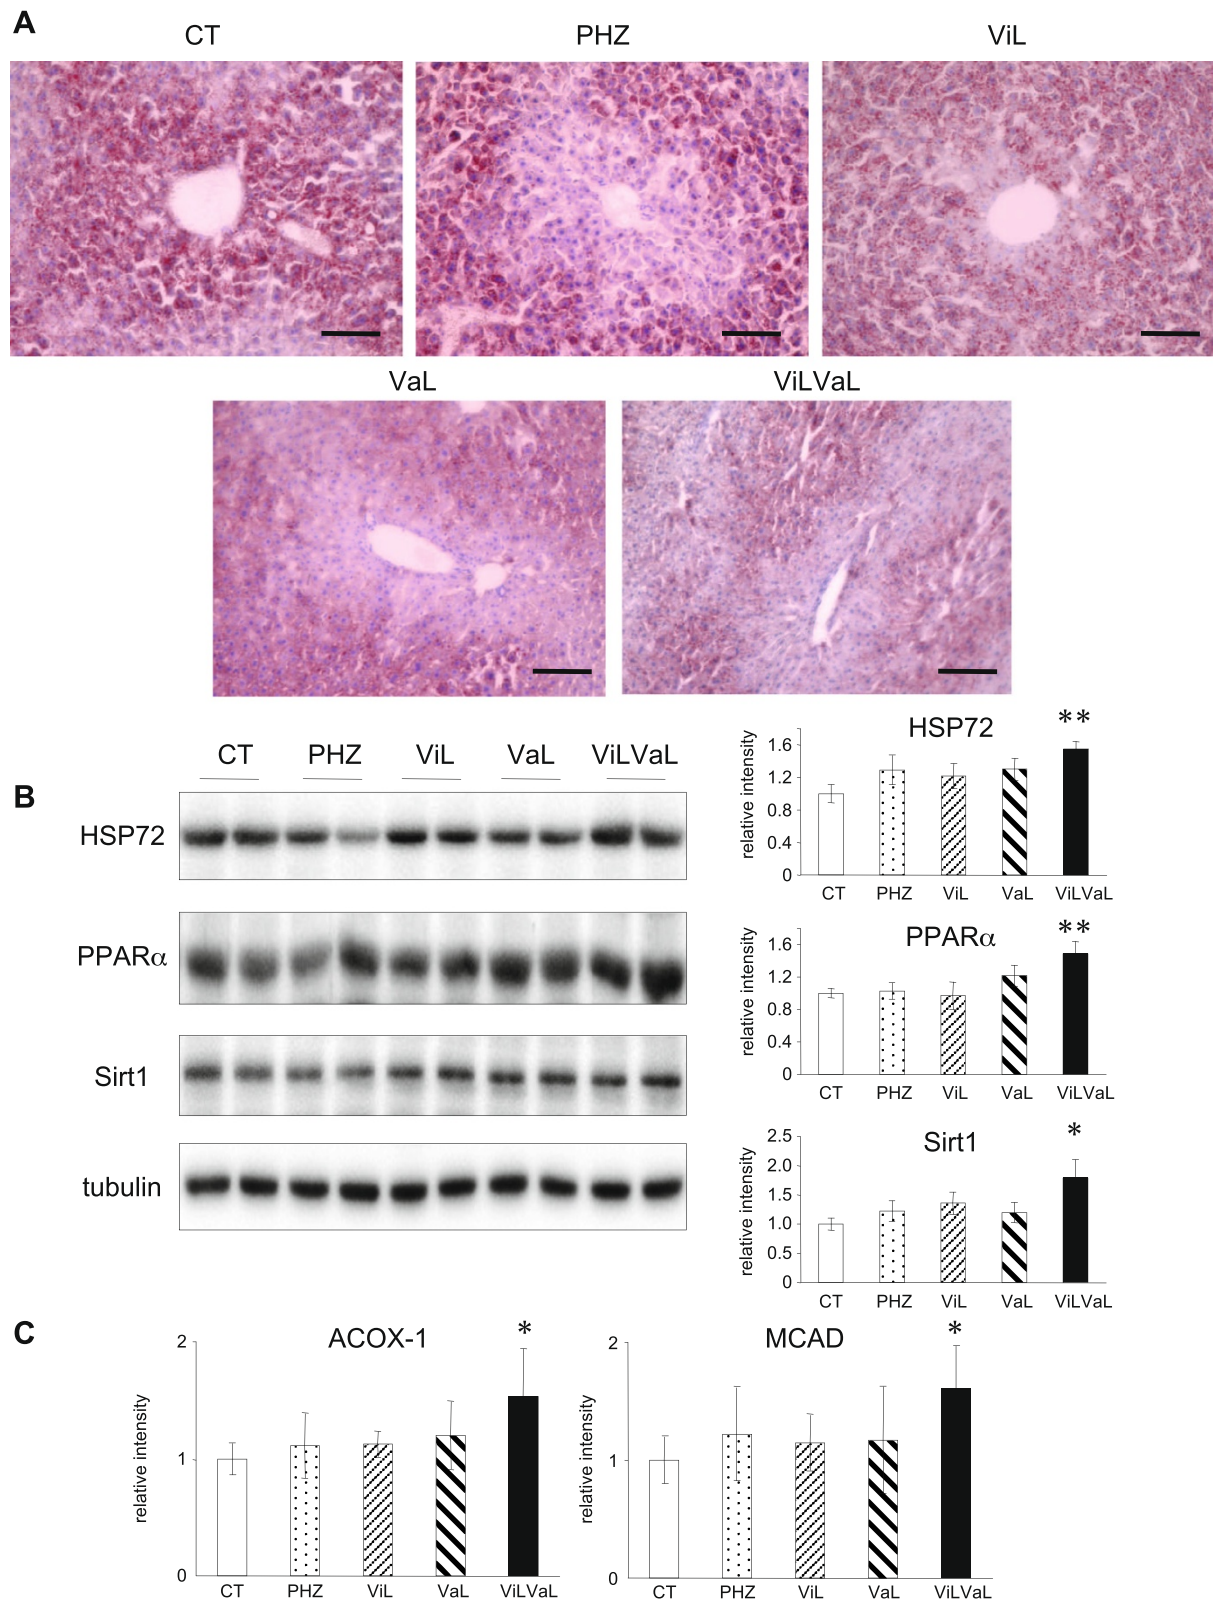 A
CT PHZ ViL
VaL ViLVaL
B
CT PHZ ViL VaL ViLVaL
HSP72
PPARα
Sirt1
tubulin
HSP72
**
relative intensity
1.6
1.2
0.8
0.4
0
CT PHZ ViL VaL ViLVaL
PPARα
**
relative intensity
1.6
1.2
0.8
0.4
0
CT PHZ ViL VaL ViLVaL
Sirt1
*
relative intensity
2.5
2.0
1.5
1.0
0.5
0
CT PHZ ViL VaL ViLVaL
C
ACOX-1
*
relative intensity
2
1
0
CT PHZ ViL VaL ViLVaL
MCAD
*
relative intensity
2
1
0
CT PHZ ViL VaL ViLVaL